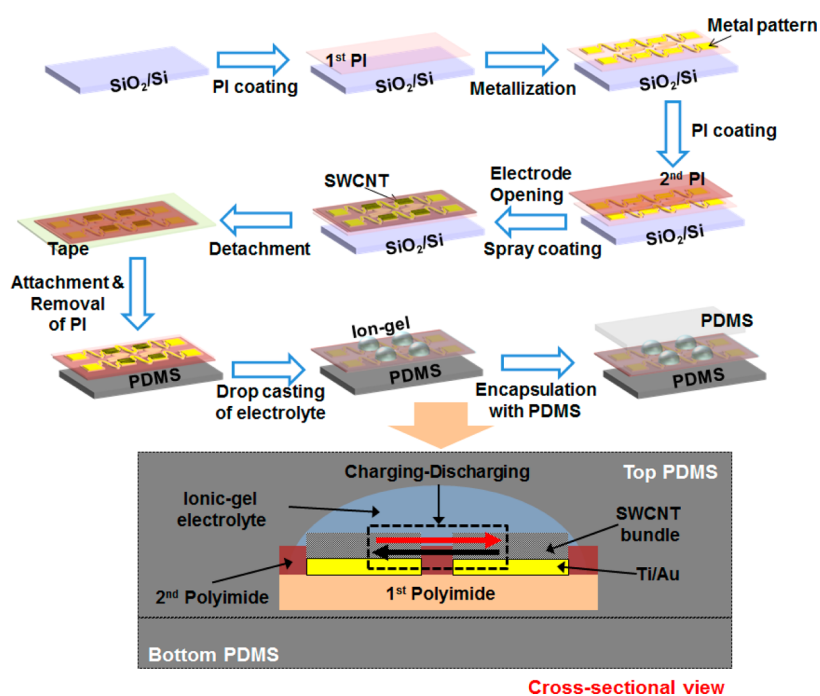 SiO₂/Si
PI coating
1st PI
SiO₂/Si
Metallization
Metal pattern
SiO₂/Si
PI coating
2nd PI
SiO₂/Si
Electrode
Opening
Spray coating
SWCNT
SiO₂/Si
Detachment
Tape
Attachment &
Removal
of PI
PDMS
Drop casting
of electrolyte
Ion-gel
PDMS
Encapsulation
with PDMS
PDMS
PDMS
Charging-Discharging
Top PDMS
Ionic-gel
electrolyte
SWCNT
bundle
Ti/Au
2nd Polyimide
1st Polyimide
Bottom PDMS
Cross-sectional view